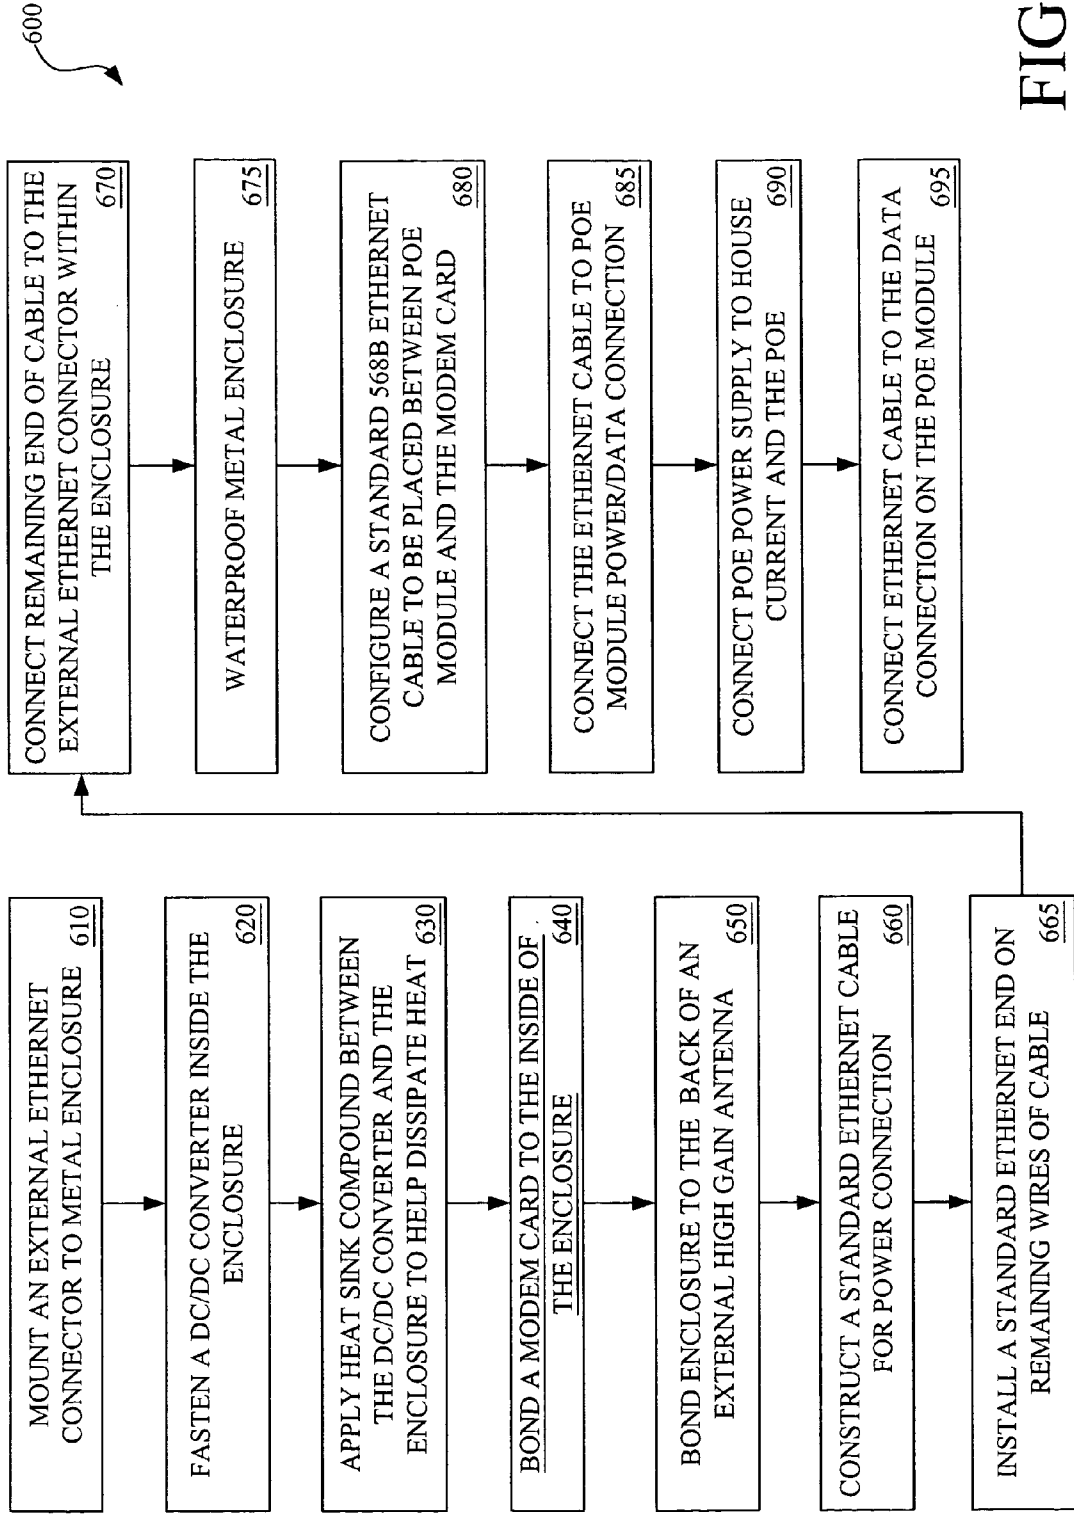 600
MOUNT AN EXTERNAL ETHERNET
CONNECTOR TO METAL ENCLOSURE 610
FASTEN A DC/DC CONVERTER INSIDE THE
ENCLOSURE 620
APPLY HEAT SINK COMPOUND BETWEEN
THE DC/DC CONVERTER AND THE
ENCLOSURE TO HELP DISSIPATE HEAT 630
BOND A MODEM CARD TO THE INSIDE OF
THE ENCLOSURE 640
BOND ENCLOSURE TO THE BACK OF AN
EXTERNAL HIGH GAIN ANTENNA 650
CONSTRUCT A STANDARD ETHERNET CABLE
FOR POWER CONNECTION 660
INSTALL A STANDARD ETHERNET END ON
REMAINING WIRES OF CABLE 665
CONNECT REMAINING END OF CABLE TO THE
EXTERNAL ETHERNET CONNECTOR WITHIN
THE ENCLOSURE 670
WATERPROOF METAL ENCLOSURE 675
CONFIGURE A STANDARD 568B ETHERNET
CABLE TO BE PLACED BETWEEN POE
MODULE AND THE MODEM CARD 680
CONNECT THE ETHERNET CABLE TO POE
MODULE POWER/DATA CONNECTION 685
CONNECT POE POWER SUPPLY TO HOUSE
CURRENT AND THE POE 690
CONNECT ETHERNET CABLE TO THE DATA
CONNECTION ON THE POE MODULE 695
FIG